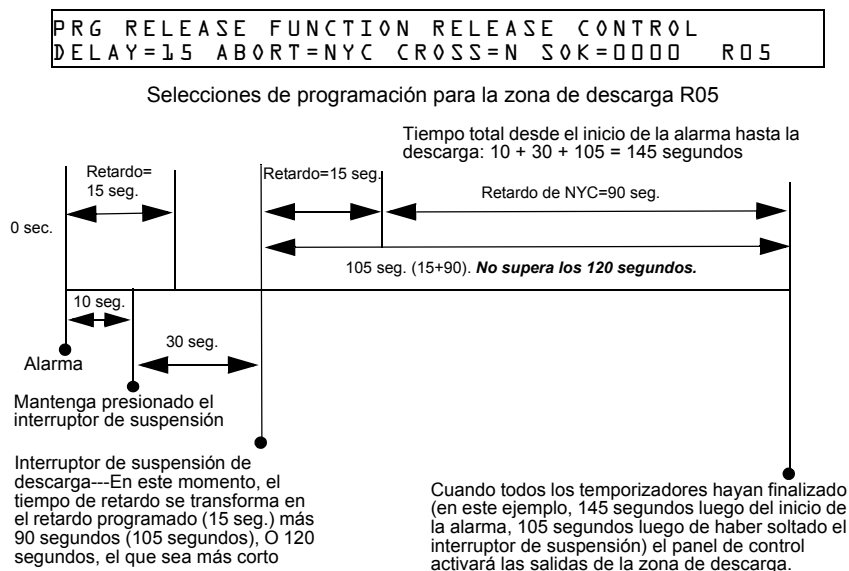 PRG RELEASE FUNCTION RELEASE CONTROL
DELAY=15 ABORT=NYC CROSS=N SOK=0000 R05
Selecciones de programación para la zona de descarga R05
Tiempo total desde el inicio de la alarma hasta la
descarga: 10 + 30 + 105 = 145 segundos
Retardo=
15 seg.
Retardo=15 seg.
Retardo de NYC=90 seg.
0 sec.
105 seg. (15+90). No supera los 120 segundos.
10 seg.
30 seg.
Alarma
Mantenga presionado el
interruptor de suspensión
Interruptor de suspensión de
descarga---En este momento, el
tiempo de retardo se transforma en
el retardo programado (15 seg.) más
90 segundos (105 segundos), O 120
segundos, el que sea más corto
Cuando todos los temporizadores hayan finalizado
(en este ejemplo, 145 segundos luego del inicio de
la alarma, 105 segundos luego de haber soltado el
interruptor de suspensión) el panel de control
activará las salidas de la zona de descarga.